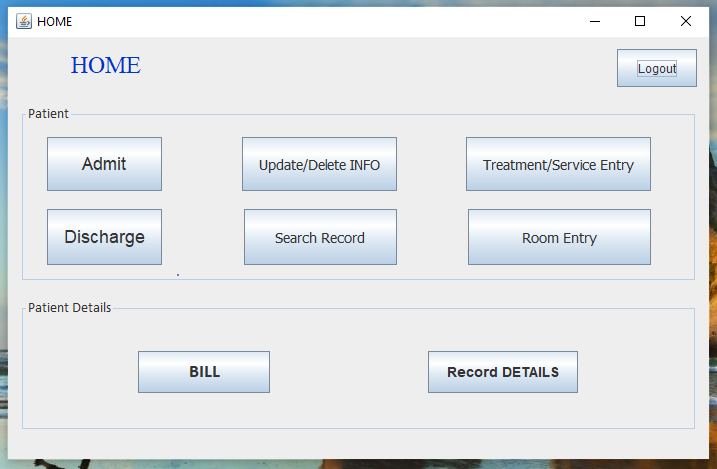 HOME
HOME
Logout
Patient
Admit
Update/Delete INFO
Treatment/Service Entry
Discharge
Search Record
Room Entry
Patient Details
BILL
Record DETAILS